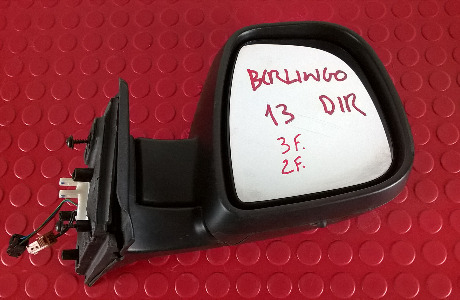 BERLINGO
13 DIR
3F.
2F.